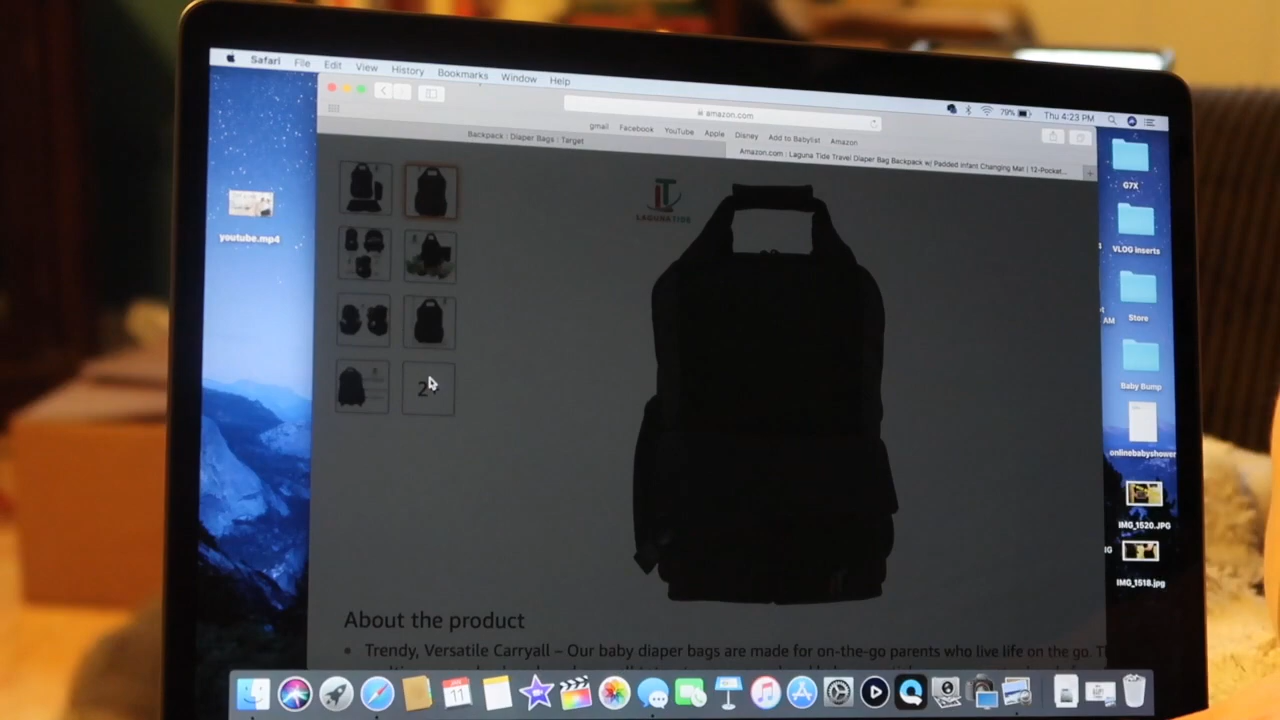 Safari File Edit View History Bookmarks Window Help
79% Thu 4:23 PM
amazon.com
gmail Facebook YouTube Apple Disney Add to Babylist Amazon
Backpack : Diaper Bags : Target
Amazon.com : Laguna Tide Travel Diaper Bag Backpack w/ Padded infant Changing Mat | 12-Pocket...
LAGUNA TIDE
youtube.mp4
G7X
VLOG inserts
Store
AM
Baby Bump
onlinebabyshower
IMG_1520.JPG
IMG_1518.jpg
2
About the product
Trendy, Versatile Carryall – Our baby diaper bags are made for on-the-go parents who live life on the go.
11